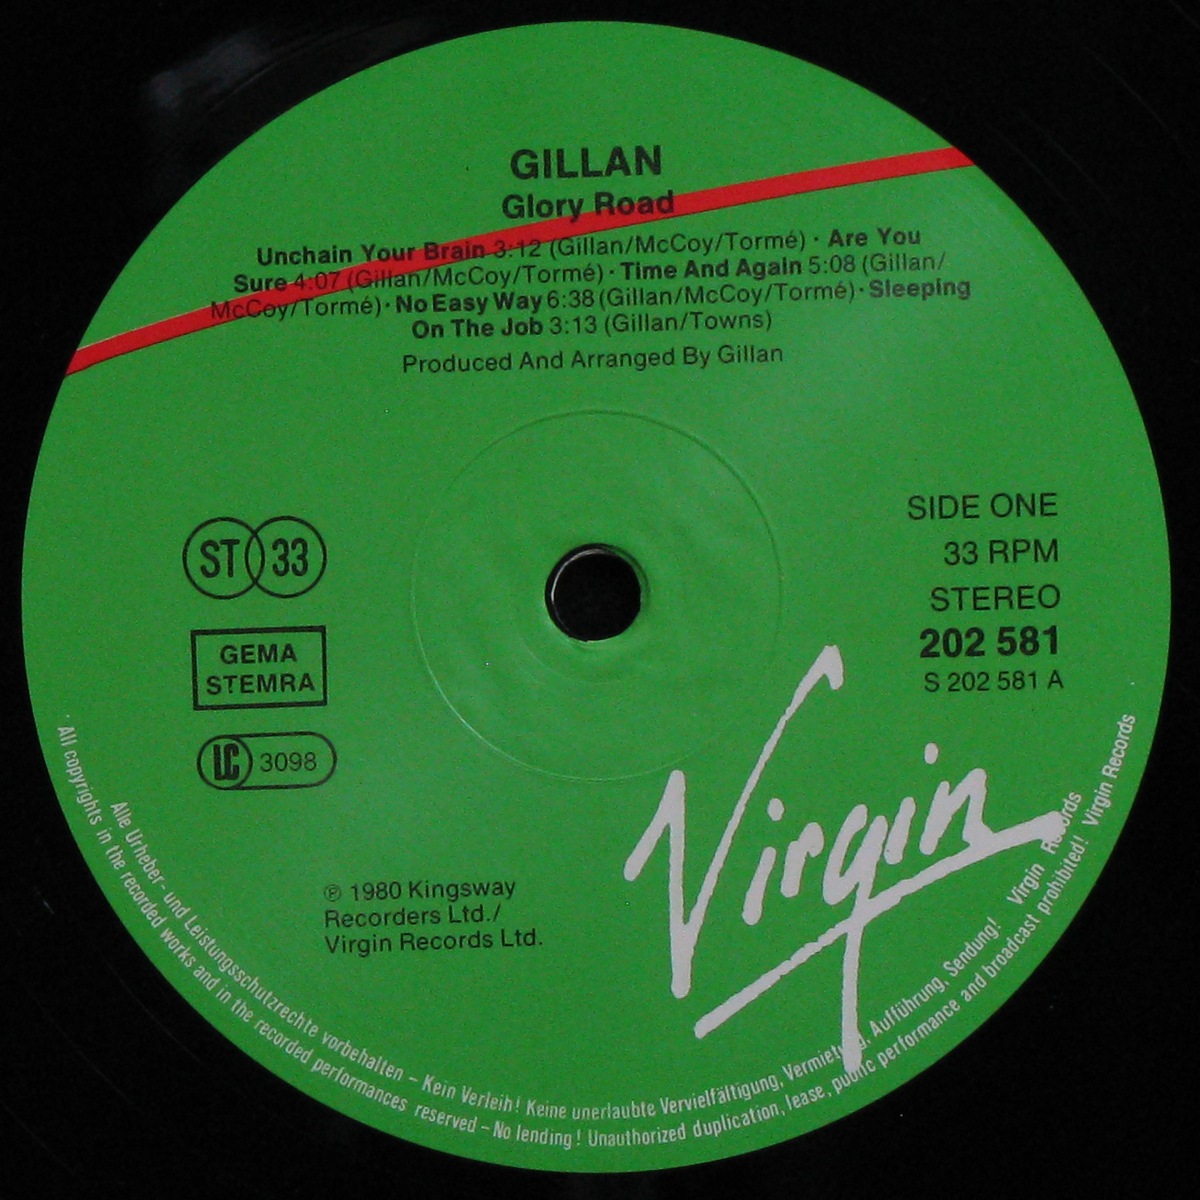 GILLAN
Glory Road
Unchain Your Brain 3:12 (Gillan/McCoy/Tormé) · Are You
Sure 4:07 (Gillan/McCoy/Tormé) · Time And Again 5:08 (Gillan/
McCoy/Tormé) · No Easy Way 6:38 (Gillan/McCoy/Tormé) · Sleeping
On The Job 3:13 (Gillan/Towns)
Produced And Arranged By Gillan
ST 33
GEMA
STEMRA
LC 3098
SIDE ONE
33 RPM
STEREO
202 581
S 202 581 A
Virgin
℗ 1980 Kingsway
Recorders Ltd./
Virgin Records Ltd.
Alle Urheber- und Leistungsschutzrechte vorbehalten – Kein Verleih! Keine unerlaubte Vervielfältigung, Vermietung, Aufführung, Sendung! Virgin Records
· All copyrights in the recorded works and in the recorded performances reserved – No lending! Unauthorized duplication, lease, public performance and broadcast prohibited! Virgin Records